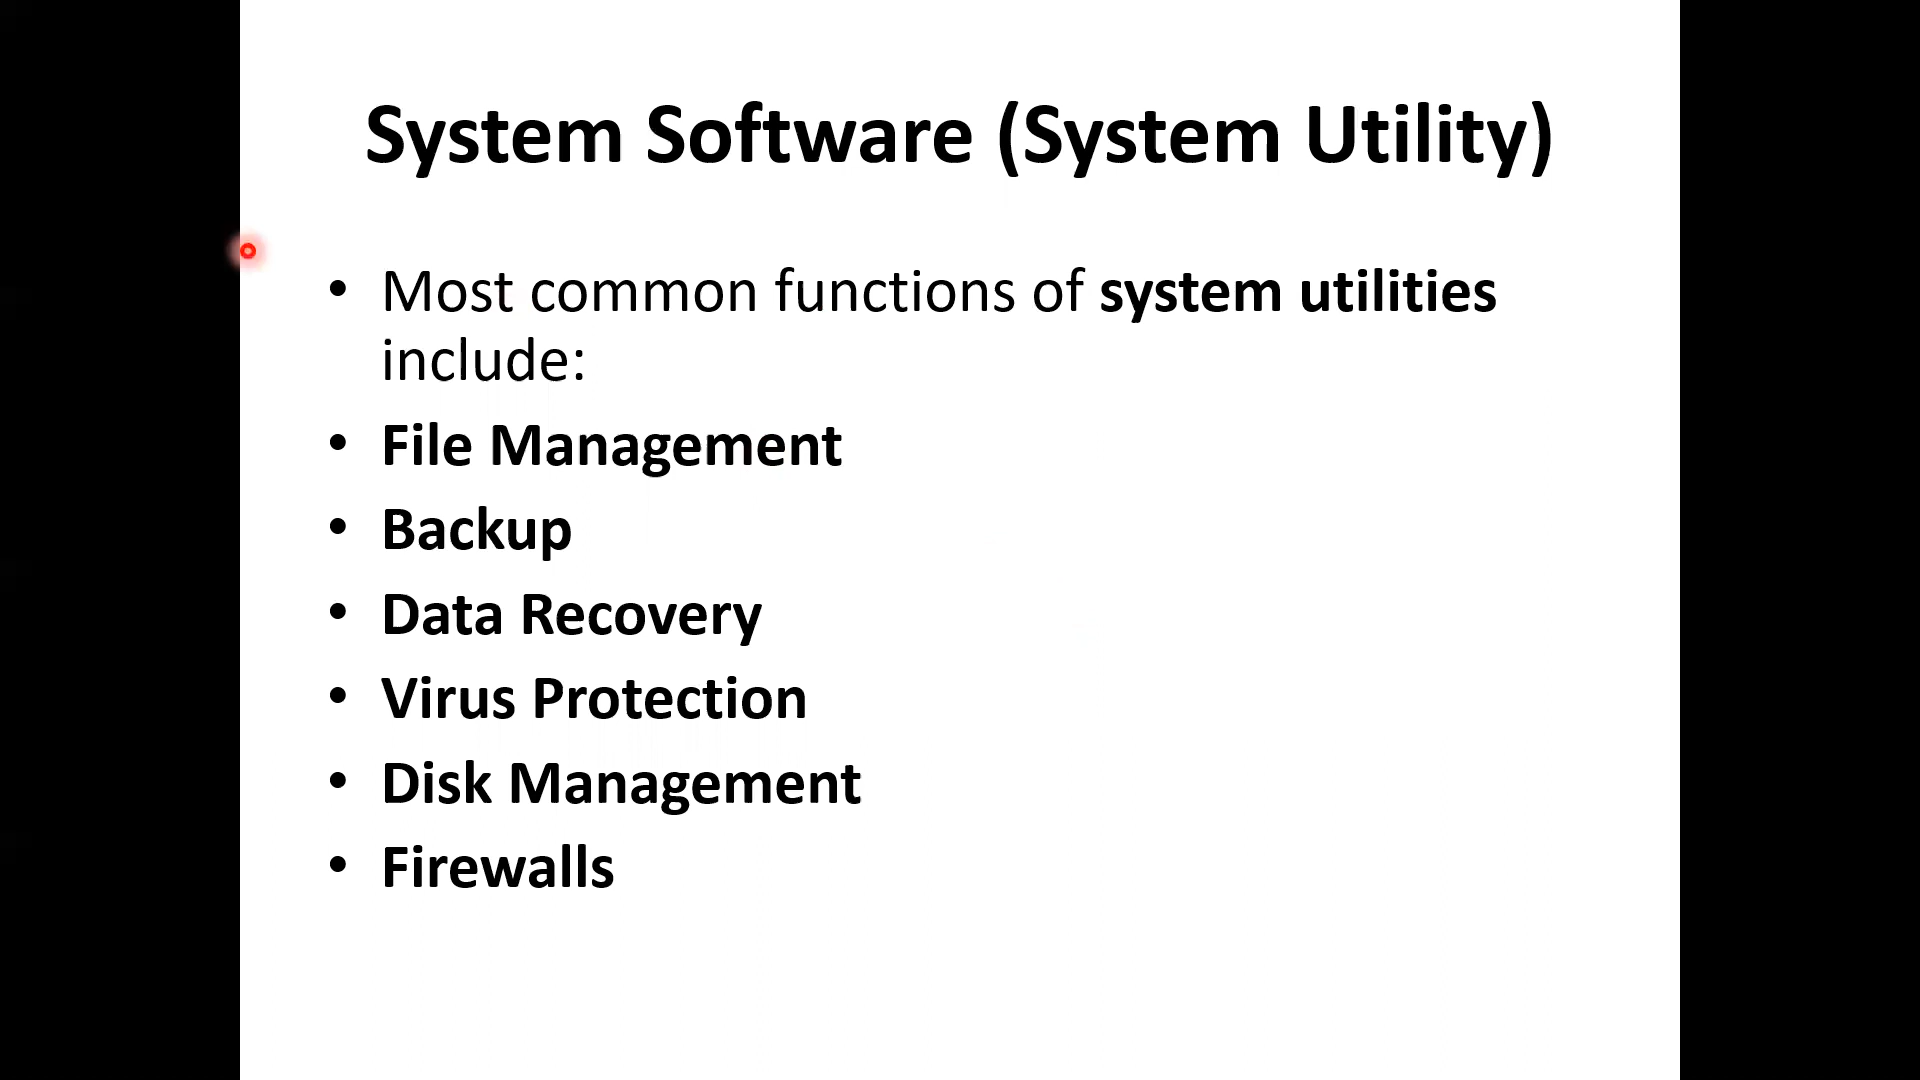 System Software (System Utility)
• Most common functions of system utilities
include:
• File Management
• Backup
• Data Recovery
• Virus Protection
• Disk Management
• Firewalls